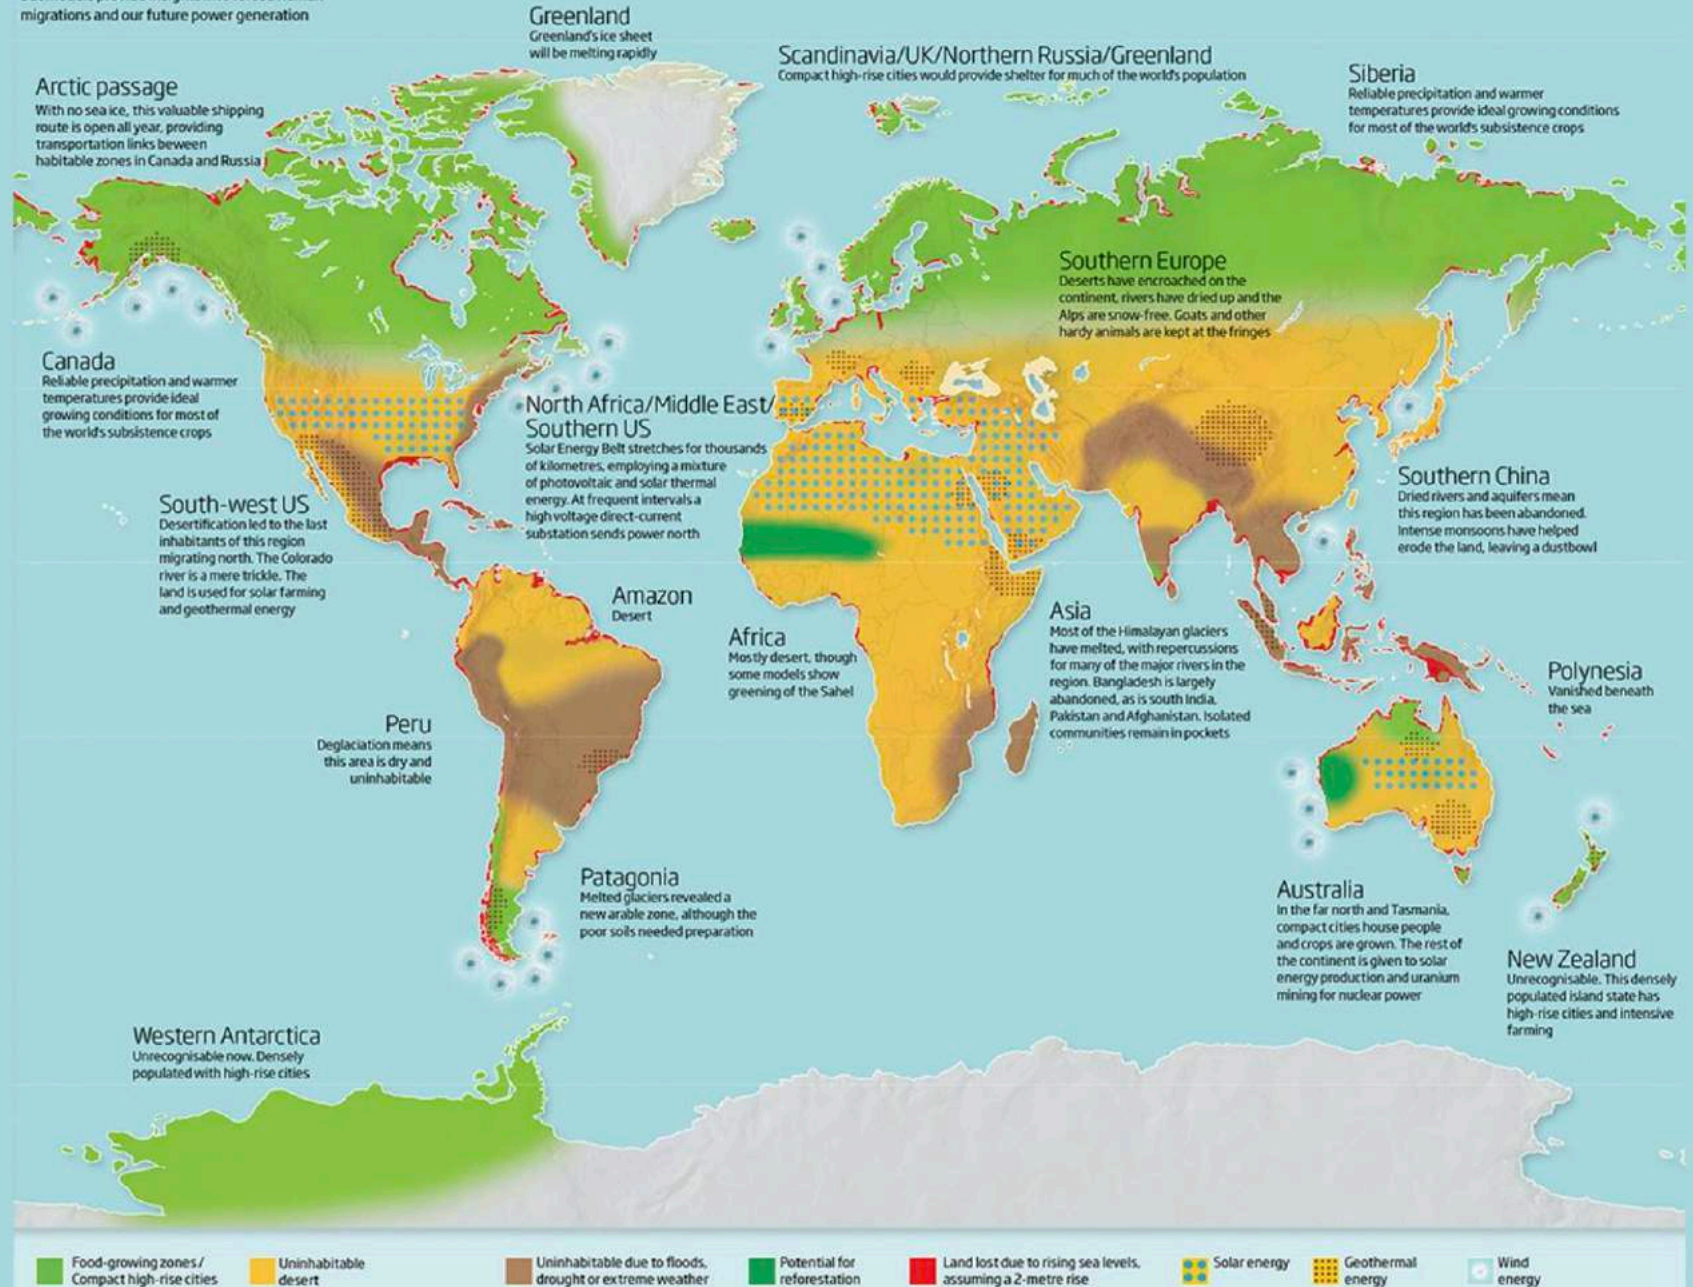 migrations and our future power generation
Greenland
Greenland's ice sheet
will be melting rapidly
Scandinavia/UK/Northern Russia/Greenland
Compact high-rise cities would provide shelter for much of the world's population
Siberia
Reliable precipitation and warmer
temperatures provide ideal growing conditions
for most of the world's subsistence crops
Arctic passage
With no sea ice, this valuable shipping
route is open all year, providing
transportation links beween
habitable zones in Canada and Russia
Southern Europe
Deserts have encroached on the
continent, rivers have dried up and the
Alps are snow-free. Goats and other
hardy animals are kept at the fringes
Canada
Reliable precipitation and warmer
temperatures provide ideal
growing conditions for most of
the world's subsistence crops
North Africa/Middle East/
Southern US
Solar Energy Belt stretches for thousands
of kilometres, employing a mixture
of photovoltaic and solar thermal
energy. At frequent intervals a
high voltage direct-current
substation sends power north
South-west US
Desertification led to the last
inhabitants of this region
migrating north. The Colorado
river is a mere trickle. The
land is used for solar farming
and geothermal energy
Southern China
Dried rivers and aquifers mean
this region has been abandoned.
Intense monsoons have helped
erode the land, leaving a dustbowl
Amazon
Desert
Africa
Mostly desert, though
some models show
greening of the Sahel
Asia
Most of the Himalayan glaciers
have melted, with repercussions
for many of the major rivers in the
region. Bangladesh is largely
abandoned, as is south India,
Pakistan and Afghanistan. Isolated
communities remain in pockets
Polynesia
Vanished beneath
the sea
Peru
Deglaciation means
this area is dry and
uninhabitable
Patagonia
Melted glaciers revealed a
new arable zone, although the
poor soils needed preparation
Australia
In the far north and Tasmania,
compact cities house people
and crops are grown. The rest of
the continent is given to solar
energy production and uranium
mining for nuclear power
New Zealand
Unrecognisable. This densely
populated island state has
high-rise cities and intensive
farming
Western Antarctica
Unrecognisable now. Densely
populated with high-rise cities
Food-growing zones/
Compact high-rise cities
Uninhabitable
desert
Uninhabitable due to floods,
drought or extreme weather
Potential for
reforestation
Land lost due to rising sea levels,
assuming a 2-metre rise
Solar energy
Geothermal
energy
Wind
energy